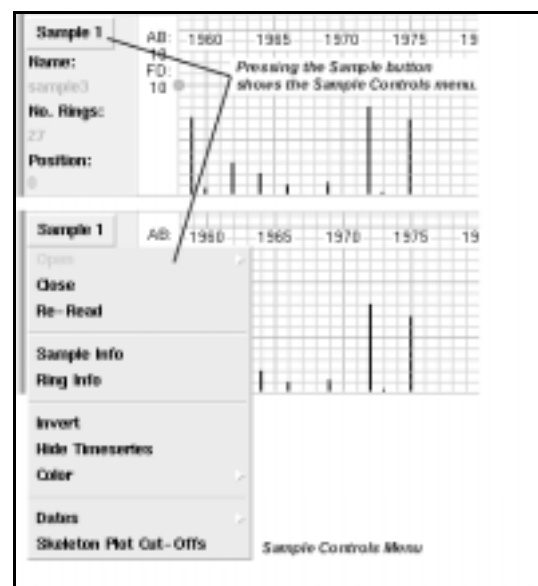 Sample 1
AB: 1960 1965 1970 1975 19
10
Name:
FD:
Pressing the Sample button
sample3
10
shows the Sample Controls menu.
No. Rings:
27
Position:
0
Sample 1
AB: 1960 1965 1970 1975 19
Open
Close
Re-Read
Sample Info
Ring Info
Invert
Hide Timeseries
Color
Dates
Skeleton Plot Cut-Offs
Sample Controls Menu